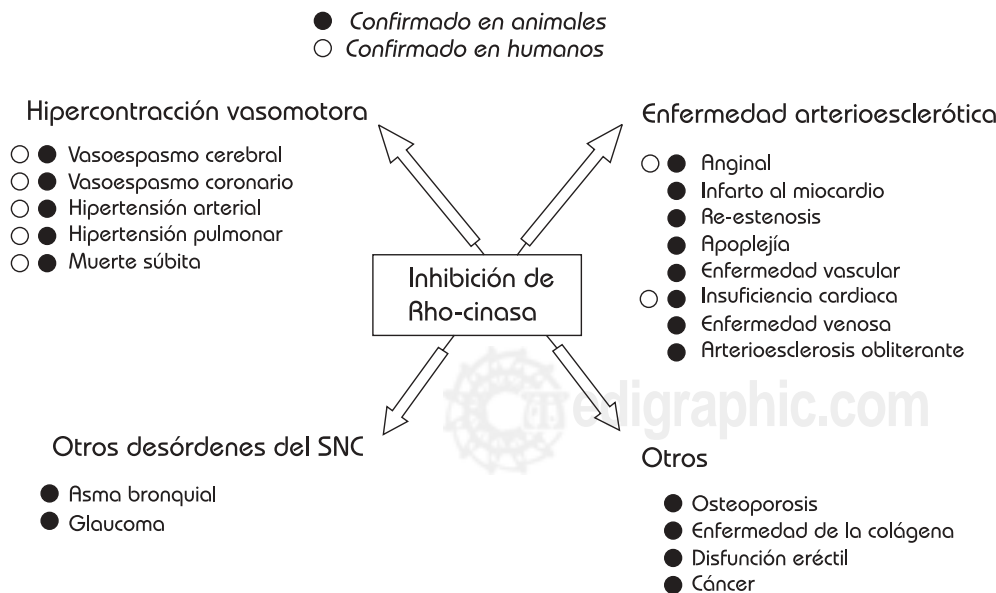 Confirmado en animales
Confirmado en humanos
Hipercontracción vasomotora
Vasoespasmo cerebral
Vasoespasmo coronario
Hipertensión arterial
Hipertensión pulmonar
Muerte súbita
Enfermedad arterioesclerótica
Anginal
Infarto al miocardio
Re-estenosis
Apoplejía
Enfermedad vascular
Insuficiencia cardiaca
Enfermedad venosa
Arterioesclerosis obliterante
Inhibición de
Rho-cinasa
edigraphic.com
Otros desórdenes del SNC
Asma bronquial
Glaucoma
Otros
Osteoporosis
Enfermedad de la colágena
Disfunción eréctil
Cáncer